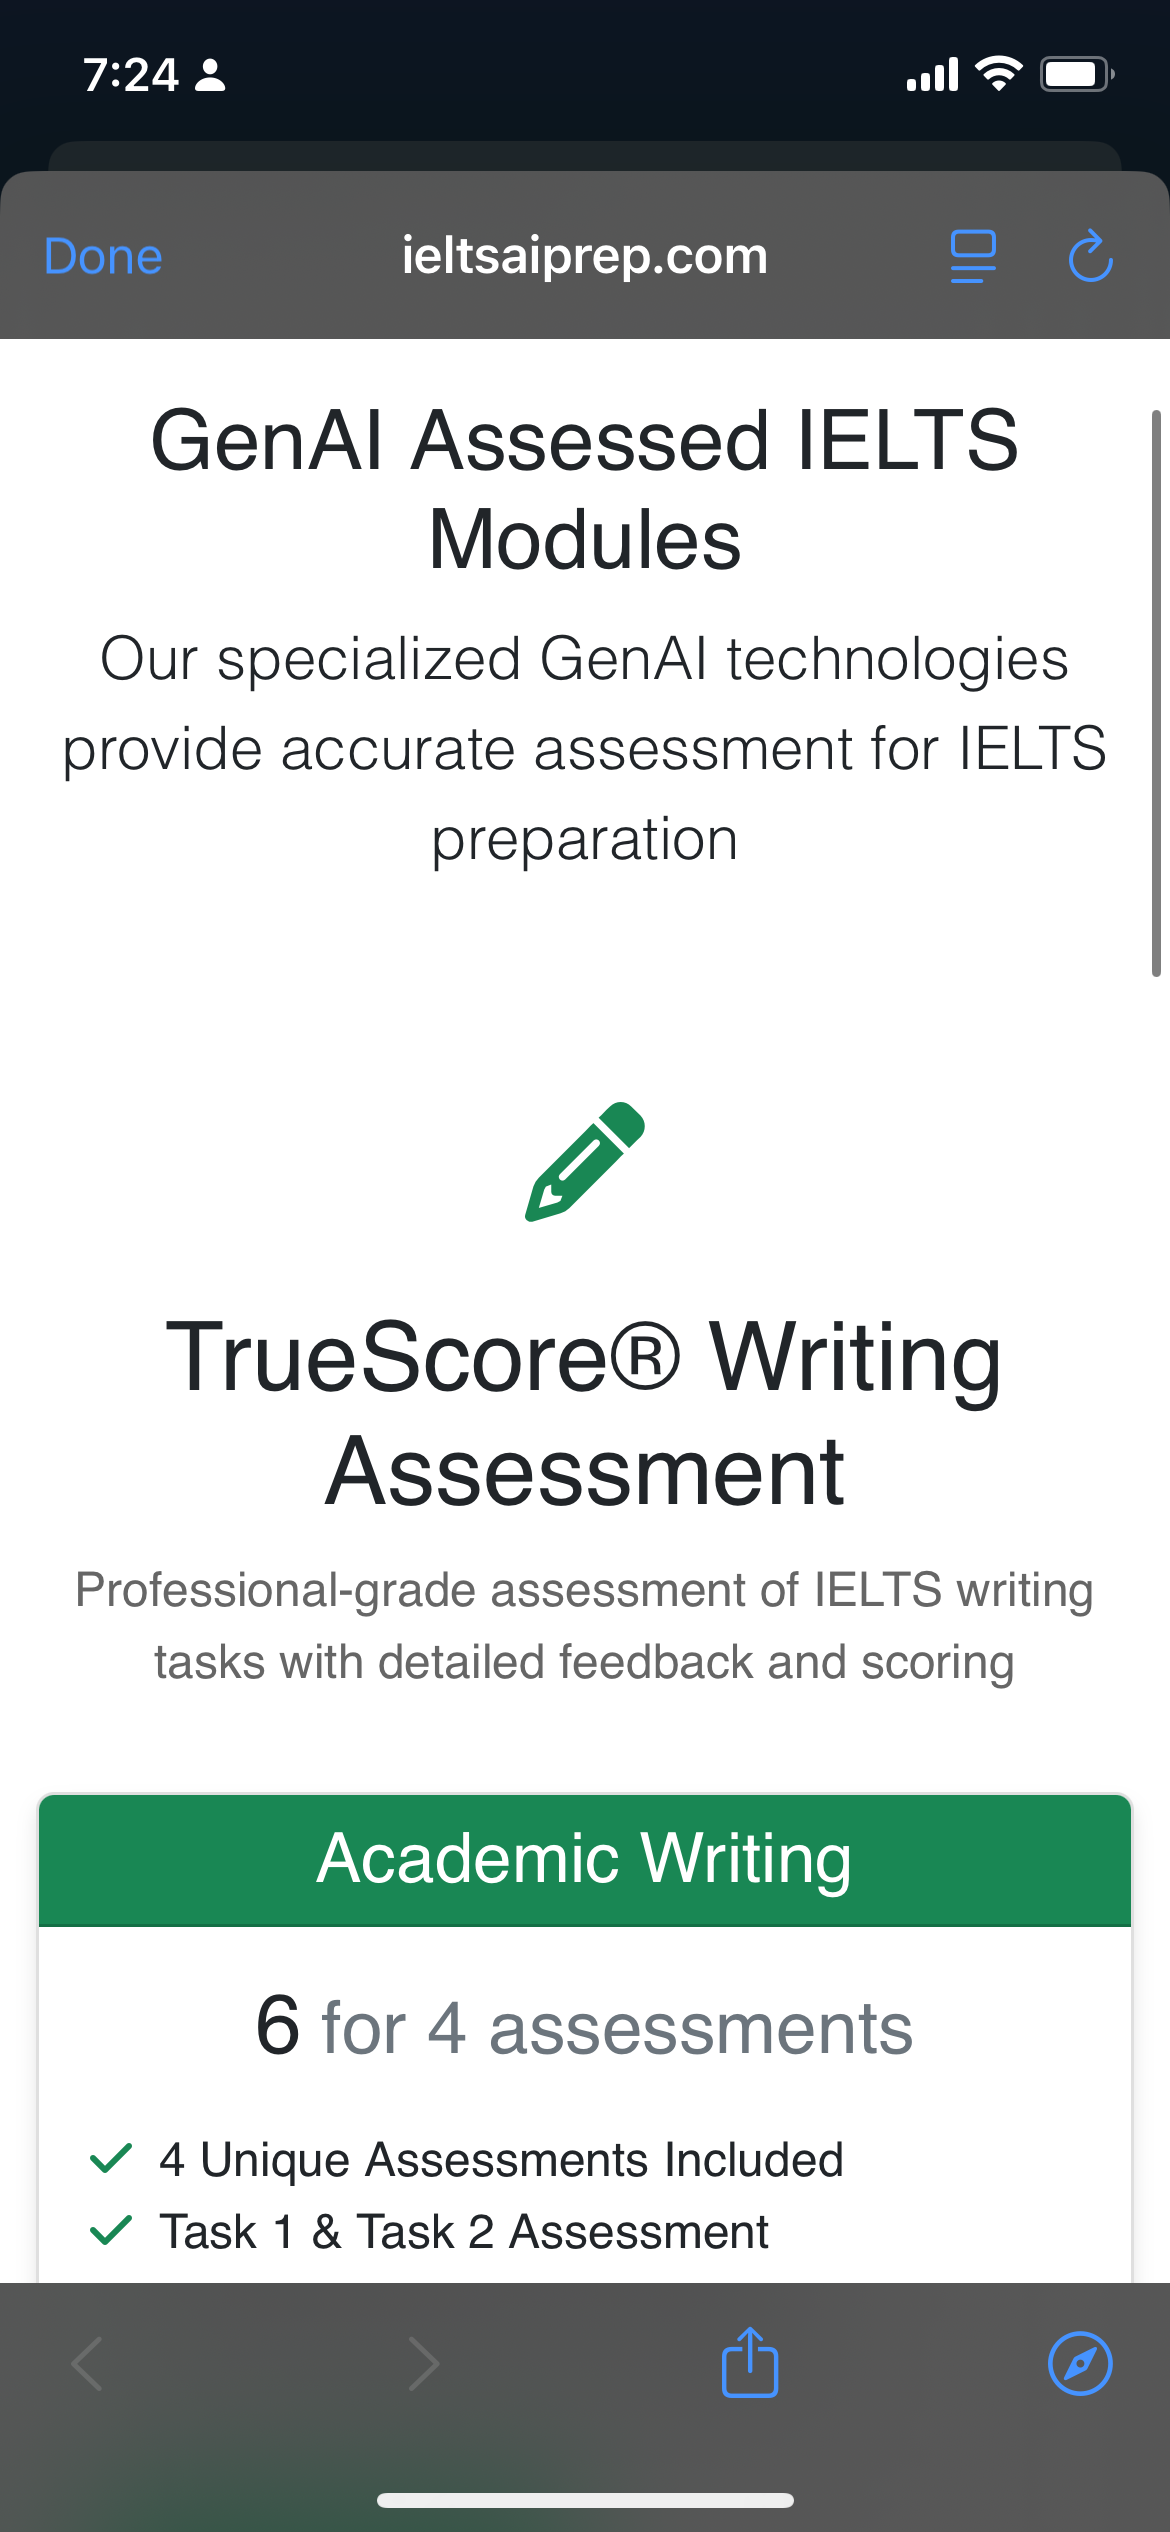 7:24
Done
ieltsaiprep.com
GenAI Assessed IELTS
Modules
Our specialized GenAI technologies
provide accurate assessment for IELTS
preparation
TrueScore® Writing
Assessment
Professional-grade assessment of IELTS writing
tasks with detailed feedback and scoring
Academic Writing
6 for 4 assessments
4 Unique Assessments Included
Task 1 & Task 2 Assessment